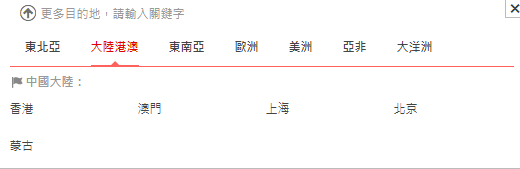 更多目的地，請輸入關鍵字
東北亞 大陸港澳 東南亞 歐洲 美洲 亞非 大洋洲
中國大陸：
香港 澳門 上海 北京
蒙古